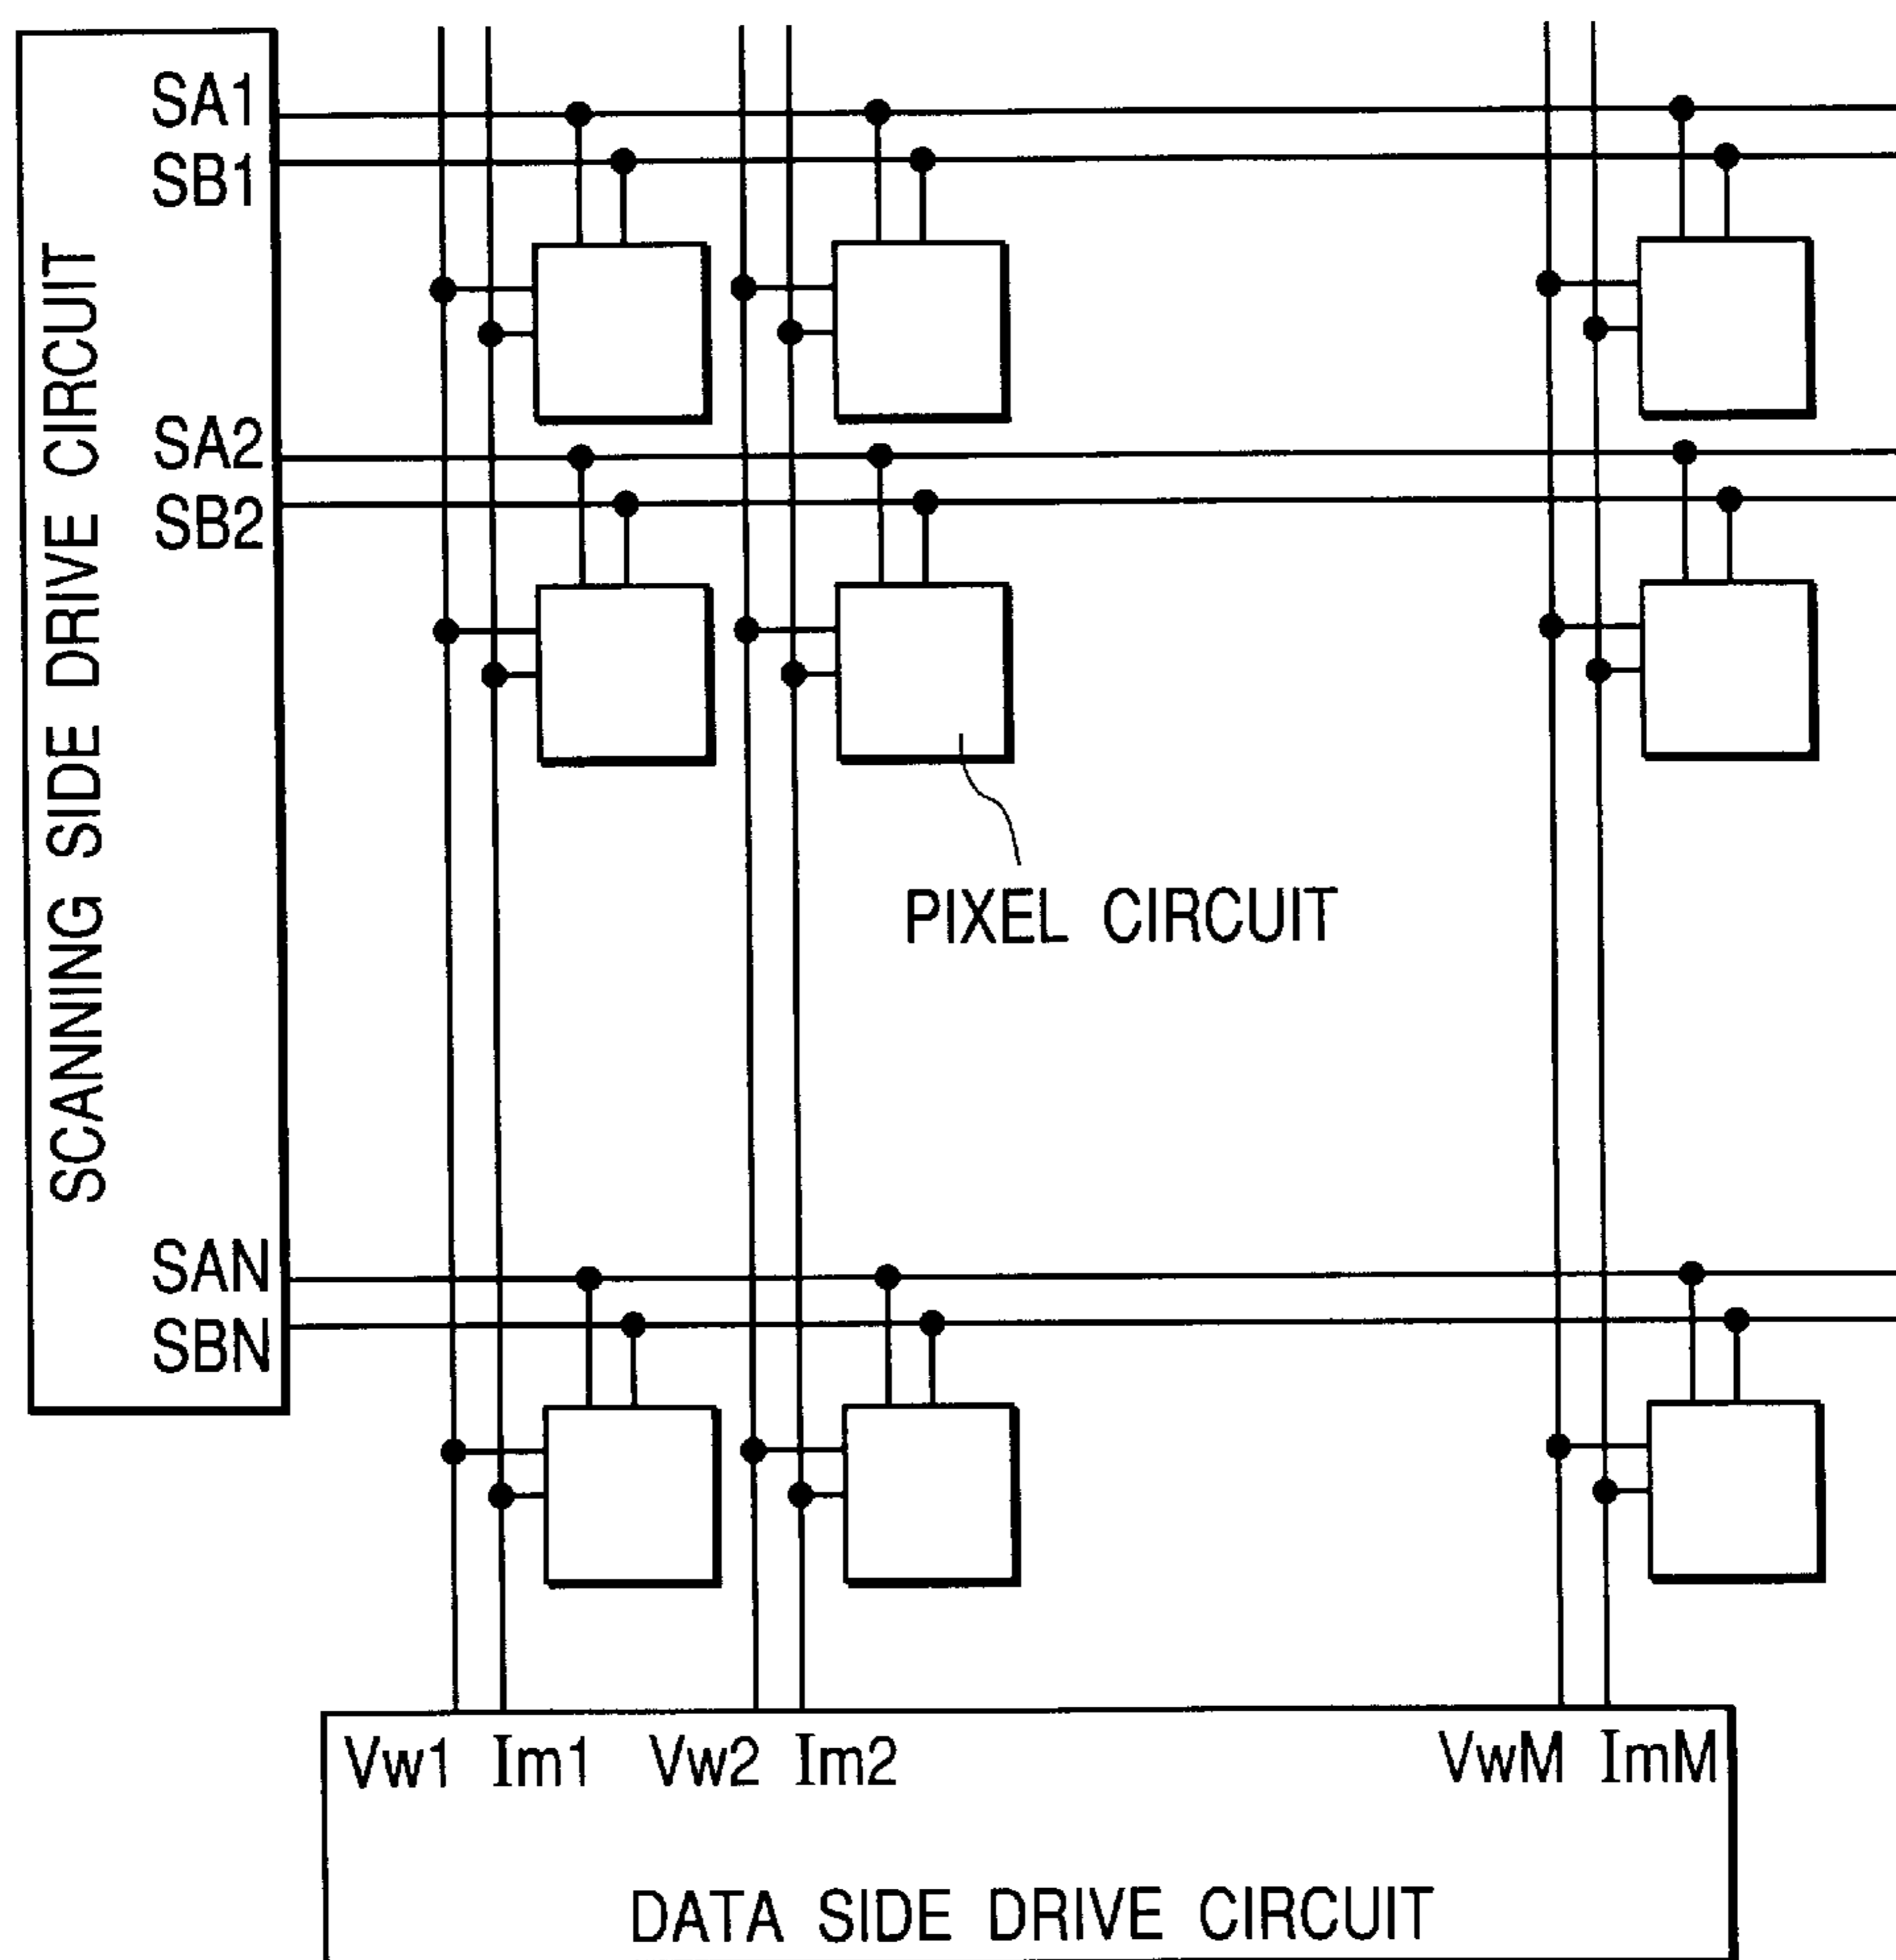 SA1
SB1
SCANNING SIDE DRIVE CIRCUIT
SA2
SB2
PIXEL CIRCUIT
SAN
SBN
Vw1 Im1 Vw2 Im2 VwM ImM
DATA SIDE DRIVE CIRCUIT